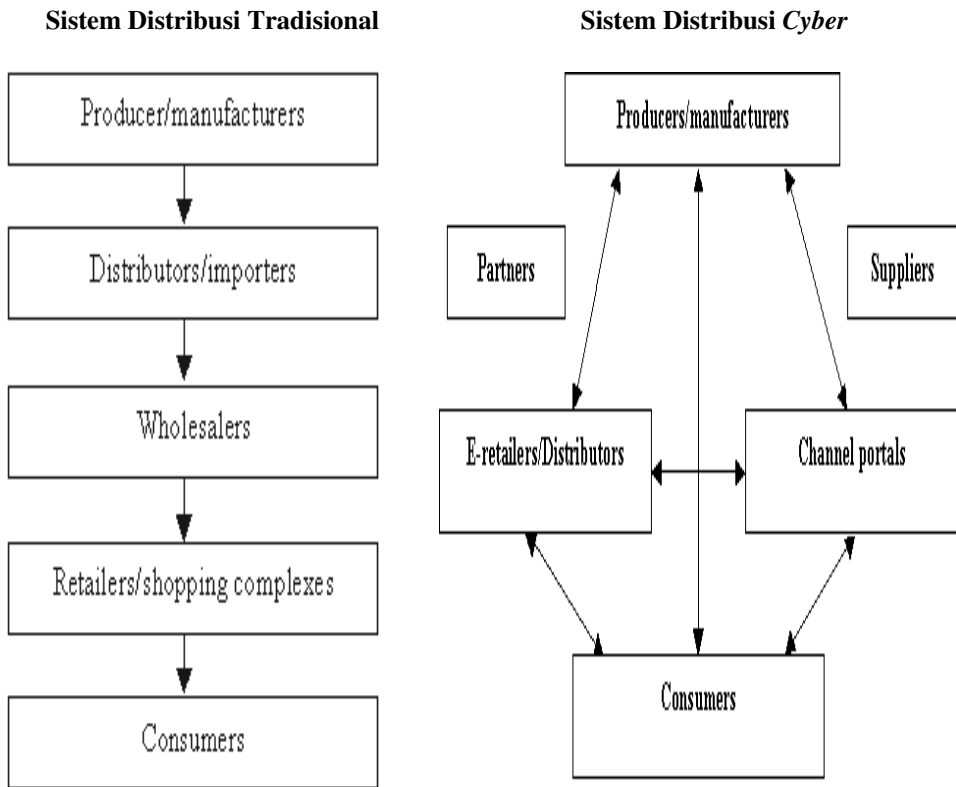 Sistem Distribusi Tradisional
Producer/manufacturers
Distributors/importers
Wholesalers
Retailers/shopping complexes
Consumers
Sistem Distribusi Cyber
Producers/manufacturers
Partners
Suppliers
E-retailers/Distributors
Channel portals
Consumers